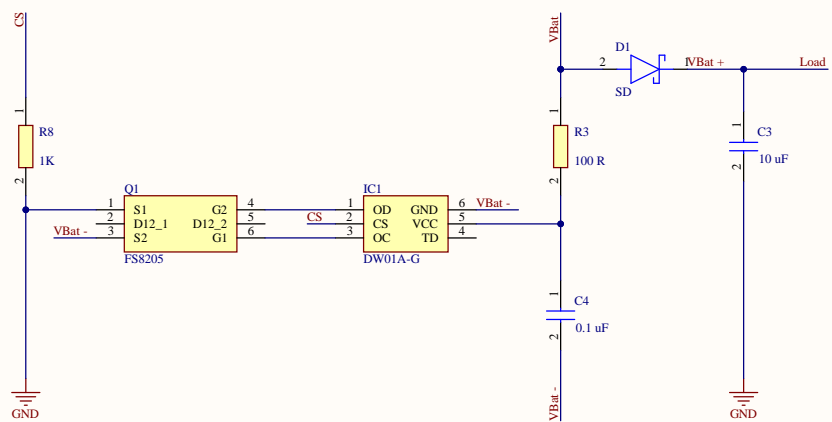 CS
VBat
D1
2
1
VBat +
Load
SD
1
R8
1K
2
1
R3
100 R
2
1
C3
10 uF
2
Q1
1 S1 G2 4
2 D12_1 D12_2 5
3 S2 G1 6
VBat -
FS8205
IC1
1 OD GND 6 VBat -
CS 2 CS VCC 5
3 OC TD 4
DW01A-G
1
C4
0.1 uF
2
VBat -
GND
GND